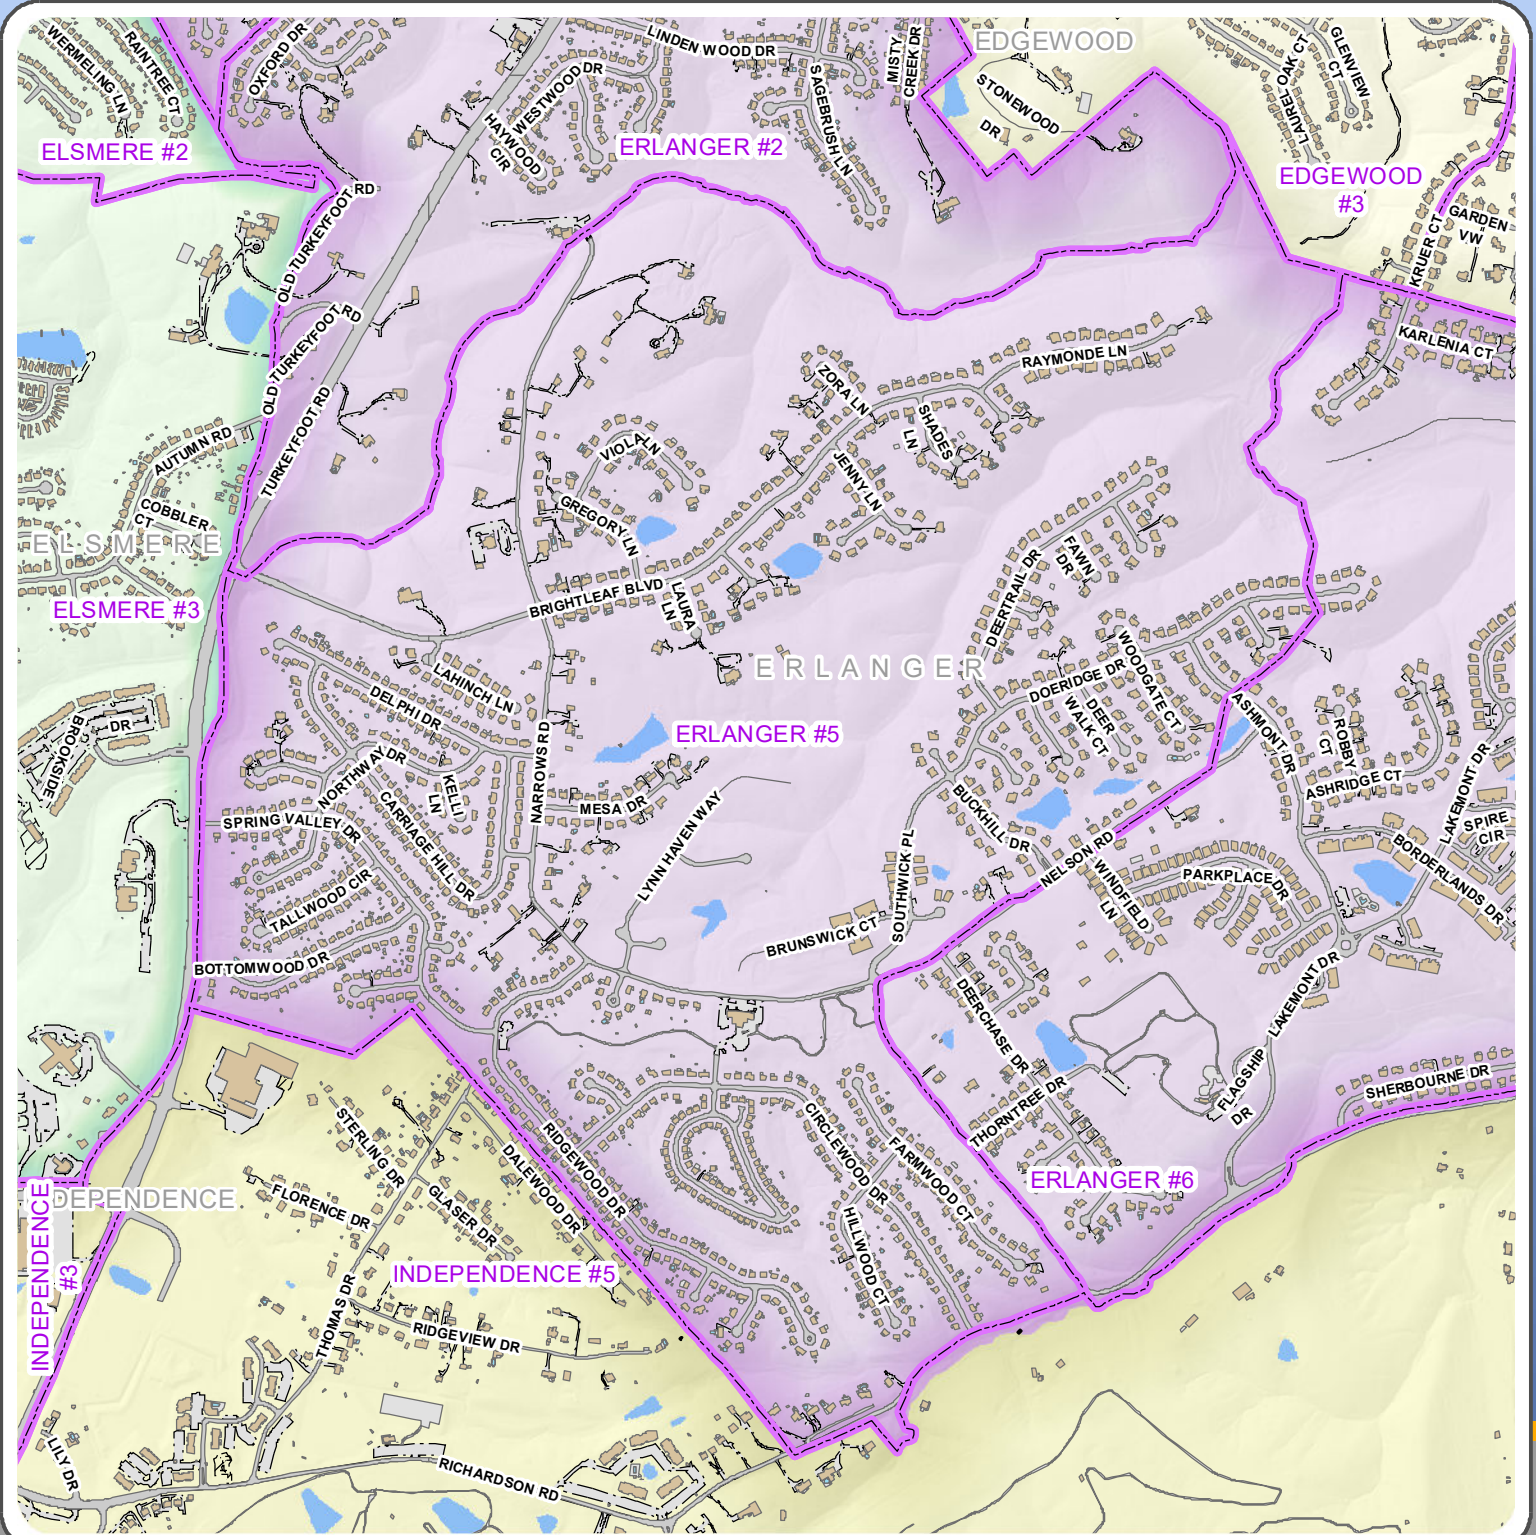 WERMELING LN
RAINTREE CT
OXFORD DR
LINDEN WOOD DR
MISTY
CREEK DR
EDGEWOOD
STONEWOOD
DR
LAUREL OAK CT
GLENVIEW
CT
WESTWOOD DR
HAYWOOD
CIR
SAGEBRUSH LN
ELSMERE #2
ERLANGER #2
EDGEWOOD
#3
GARDEN
VW
KRUER CT
OLD TURKEYFOOT RD
OLD TURKEYFOOT RD
TURKEYFOOT RD
KARLENIA CT
RAYMONDE LN
ZORA LN
SHADES
LN
AUTUMN RD
VIOLA LN
JENNY LN
COBBLER
CT
GREGORY LN
ELSMERE
FAWN
DR
DEERTRAIL DR
BRIGHTLEAF BLVD
LAURA
LN
ELSMERE #3
ERLANGER
WOODGATE CT
LAHINCH LN
DOERIDGE DR
DELPHI DR
DEER
WALK CT
ASHMONT DR
ROBBY
CT
BROOKSIDE
DR
ERLANGER #5
NARROWS RD
NORTHWAY DR
KELLI
LN
MESA DR
ASHRIDGE CT
LAKEMONT DR
CARRIAGE HILL DR
SPRING VALLEY DR
LYNNHAVEN WAY
BUCKHILL DR
SPIRE
CIR
NELSON RD
BORDERLANDS DR
SOUTHWICK PL
WINDFIELD
LN
PARKPLACE DR
TALLWOOD CIR
BRUNSWICK CT
BOTTOMWOOD DR
LAKEMONT DR
DEERCHASE DR
FLAGSHIP
DR
SHERBOURNE DR
THORNTREE DR
STERLING DR
RIDGEWOOD DR
CIRCLEWOOD DR
FARMWOOD CT
DALEWOOD DR
ERLANGER #6
DEPENDENCE
INDEPENDENCE
#3
FLORENCE DR
GLASER DR
HILLWOOD CT
INDEPENDENCE #5
THOMAS DR
RIDGEVIEW DR
LILY DR
RICHARDSON RD